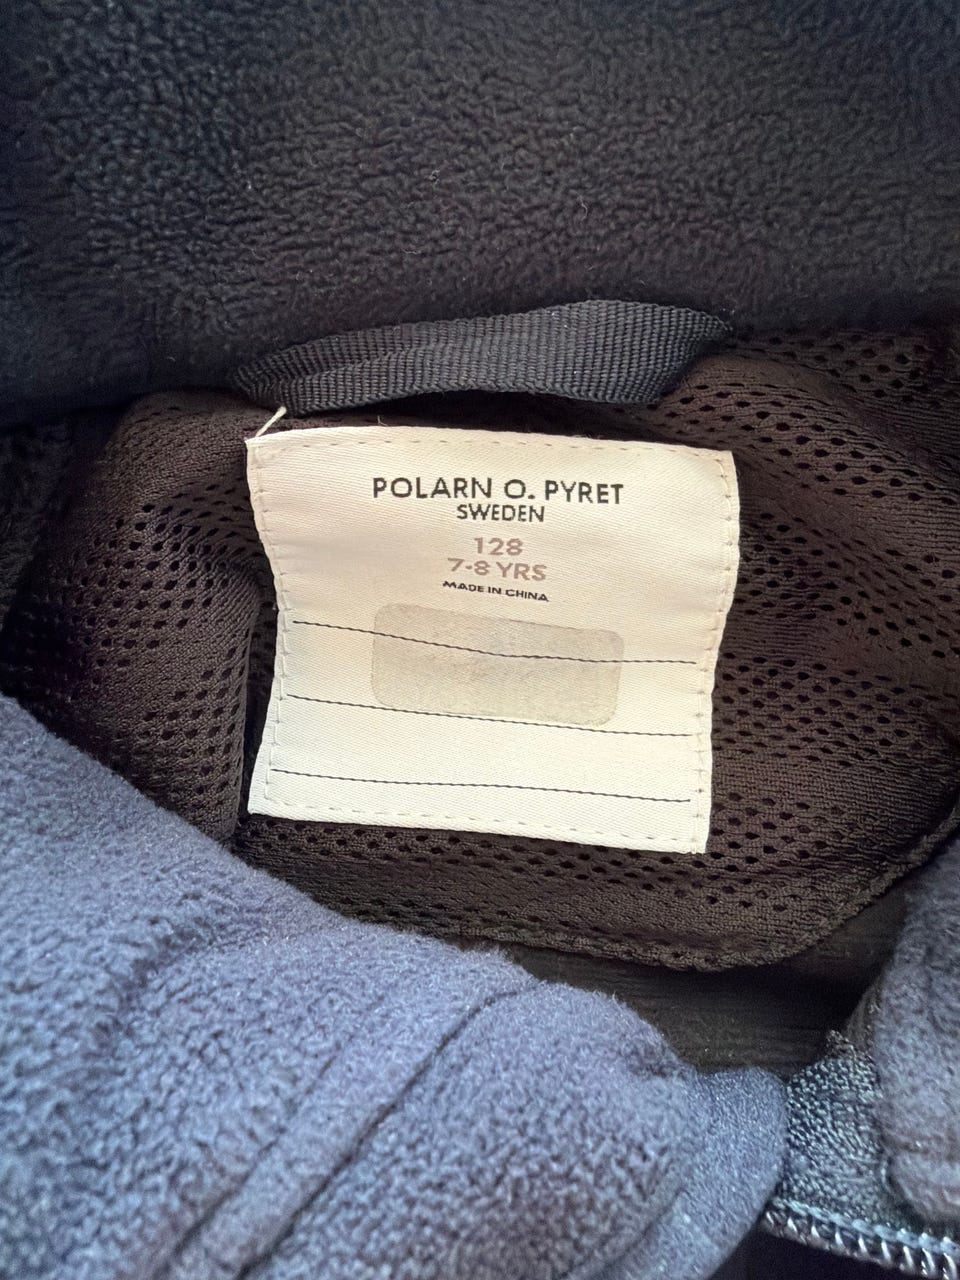 POLARN O. PYRET
SWEDEN
128
7-8 YRS
MADE IN CHINA